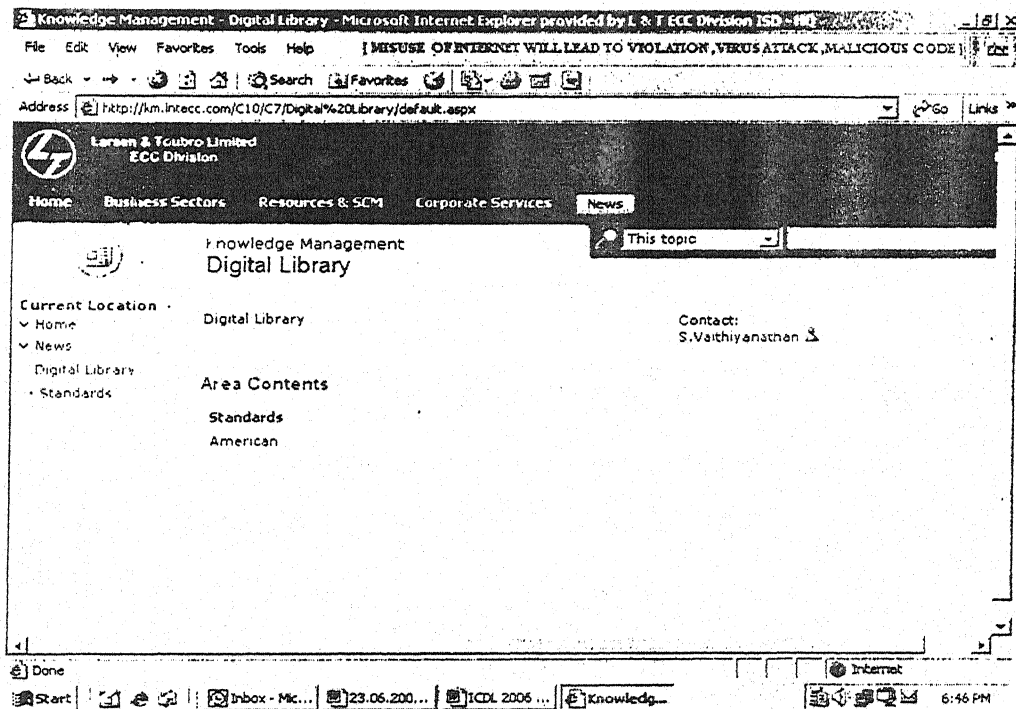 Knowledge Management - Digital Library - Microsoft Internet Explorer provided by L & T ECC Division ISD - HQ
File Edit View Favorites Tools Help [ MISUSE OF INTERNET WILL LEAD TO VIOLATION , VIRUS ATTACK , MALICIOUS CODE ]
Back Search Favorites
Address http://km.lntecc.com/C10/C7/Digital%20Library/default.aspx Go Links »
Larsen & Toubro Limited
ECC Division
Home Business Sectors Resources & SCM Corporate Services News
This topic
Knowledge Management
Digital Library
Current Location
Home
News
Digital Library
Standards
Digital Library
Contact:
S.Vaithiyanathan
Area Contents
Standards
American
Done Internet
Start Inbox - Mic... 23.06.200... ICDL 2006 ... Knowledg... 6:46 PM